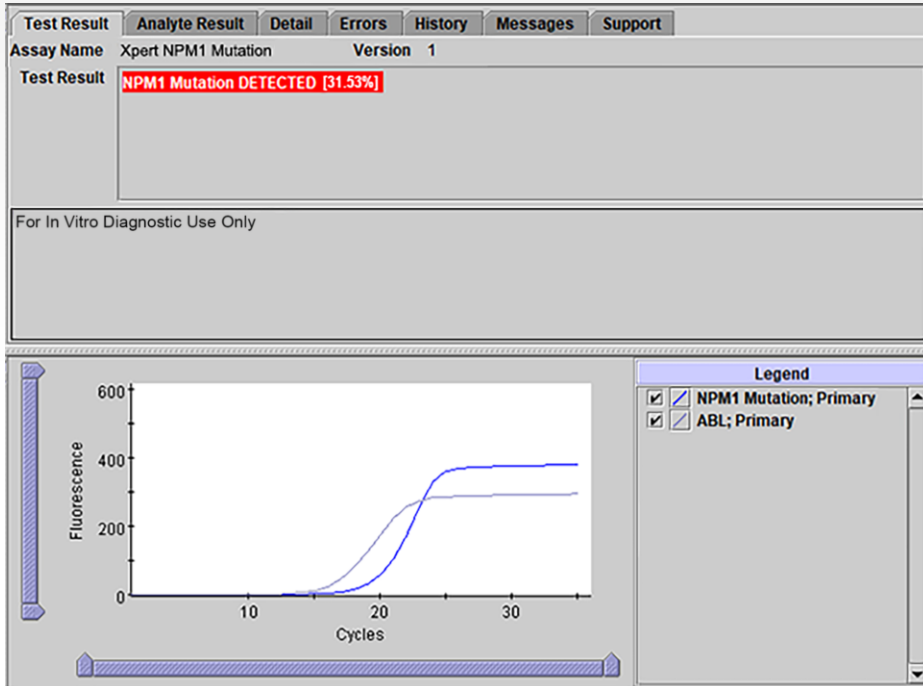 Test Result Analyte Result Detail Errors History Messages Support
Assay Name Xpert NPM1 Mutation Version 1
Test Result NPM1 Mutation DETECTED [31.53%]
For In Vitro Diagnostic Use Only
Legend
NPM1 Mutation; Primary
ABL; Primary
600
400
200
0
Fluorescence
10 20 30
Cycles